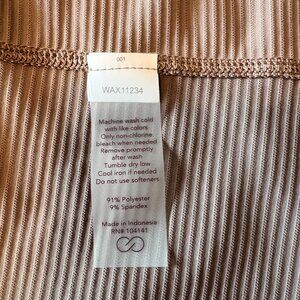 001
WAX11234
Machine wash cold
with like colors
Only non-chlorine,
bleach when needed
Remove promptly
after wash
Tumble dry low
Cool iron if needed
Do not use softeners
91% Polyester
9% Spandex
Made in Indonesia
RN# 104141